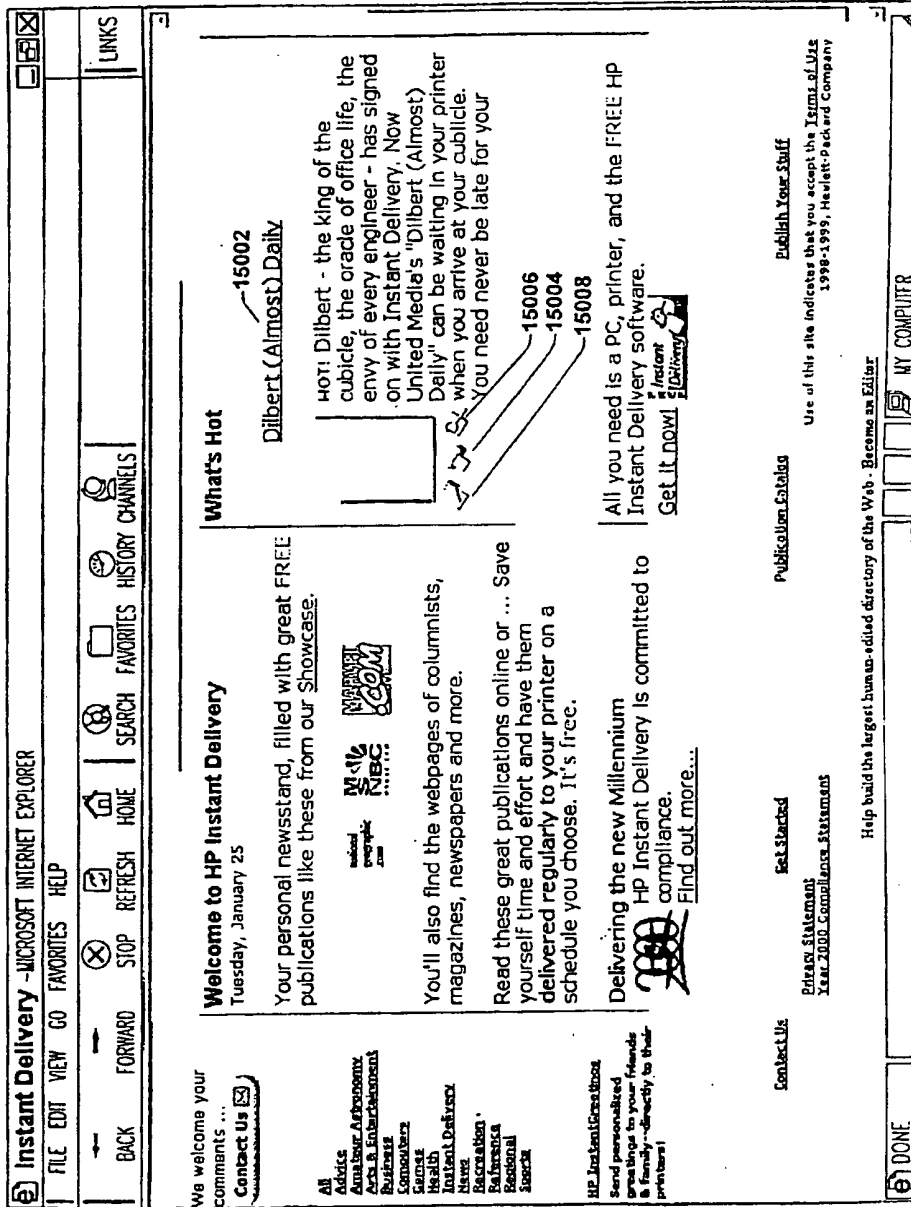 Instant Delivery -MICROSOFT INTERNET EXPLORER
FILE EDIT VIEW GO FAVORITES HELP
BACK FORWARD STOP REFRESH HOME SEARCH FAVORITES HISTORY CHANNELS
LINKS
We welcome your
comments ...
Contact Us
All
Advice
Amateur Astronomy
Arts & Entertainment
Business
Computers
Games
Health
Instant Delivery
News
Recreation
Reference
Regional
Sports
HP InstantGreetings
Send personalized
greetings to your friends
& family--directly to their
printers!
Welcome to HP Instant Delivery
Tuesday, January 25
Your personal newsstand, filled with great FREE
publications like these from our Showcase.
national
geographic
.com
MSNBC
MARVEL
.COM
You'll also find the webpages of columnists,
magazines, newspapers and more.
Read these great publications online or ... Save
yourself time and effort and have them
delivered regularly to your printer on a
schedule you choose. It's free.
Delivering the new Millennium
HP Instant Delivery is committed to
compliance.
Find out more...
What's Hot
15002
Dilbert (Almost) Daily
HOT! Dilbert - the king of the
cubicle, the oracle of office life, the
envy of every engineer - has signed
on with Instant Delivery. Now
United Media's "Dilbert (Almost)
Daily" can be waiting in your printer
when you arrive at your cublicle.
You need never be late for your
15006
15004
15008
All you need is a PC, printer, and the FREE HP
Instant Delivery software.
Get it now!
Instant
Delivery
Contact Us
Get Started
Publication Catalog
Publish Your Stuff
Privacy Statement
Year 2000 Compliance Statement
Use of this site indicates that you accept the Terms of Use
1998-1999, Hewlett-Packard Company
Help build the largest human-edited directory of the Web - Become an Editor
DONE
MY COMPUTER